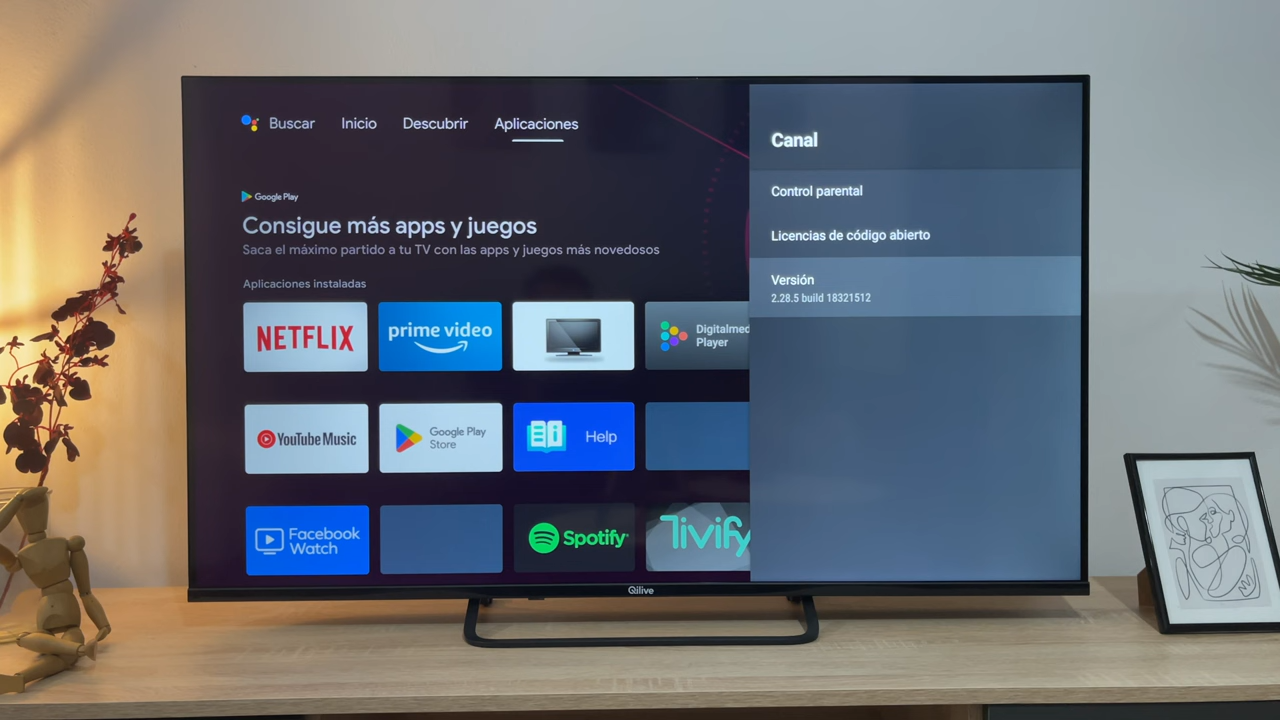 Buscar Inicio Descubrir Aplicaciones
Google Play
Consigue más apps y juegos
Saca el máximo partido a tu TV con las apps y juegos más novedosos
Aplicaciones instaladas
NETFLIX
prime video
Digitalmed
Player
YouTube Music
Google Play
Store
Help
Facebook
Watch
Spotify
Tivify
Canal
Control parental
Licencias de código abierto
Versión
2.28.5 build 18321512
Qilive